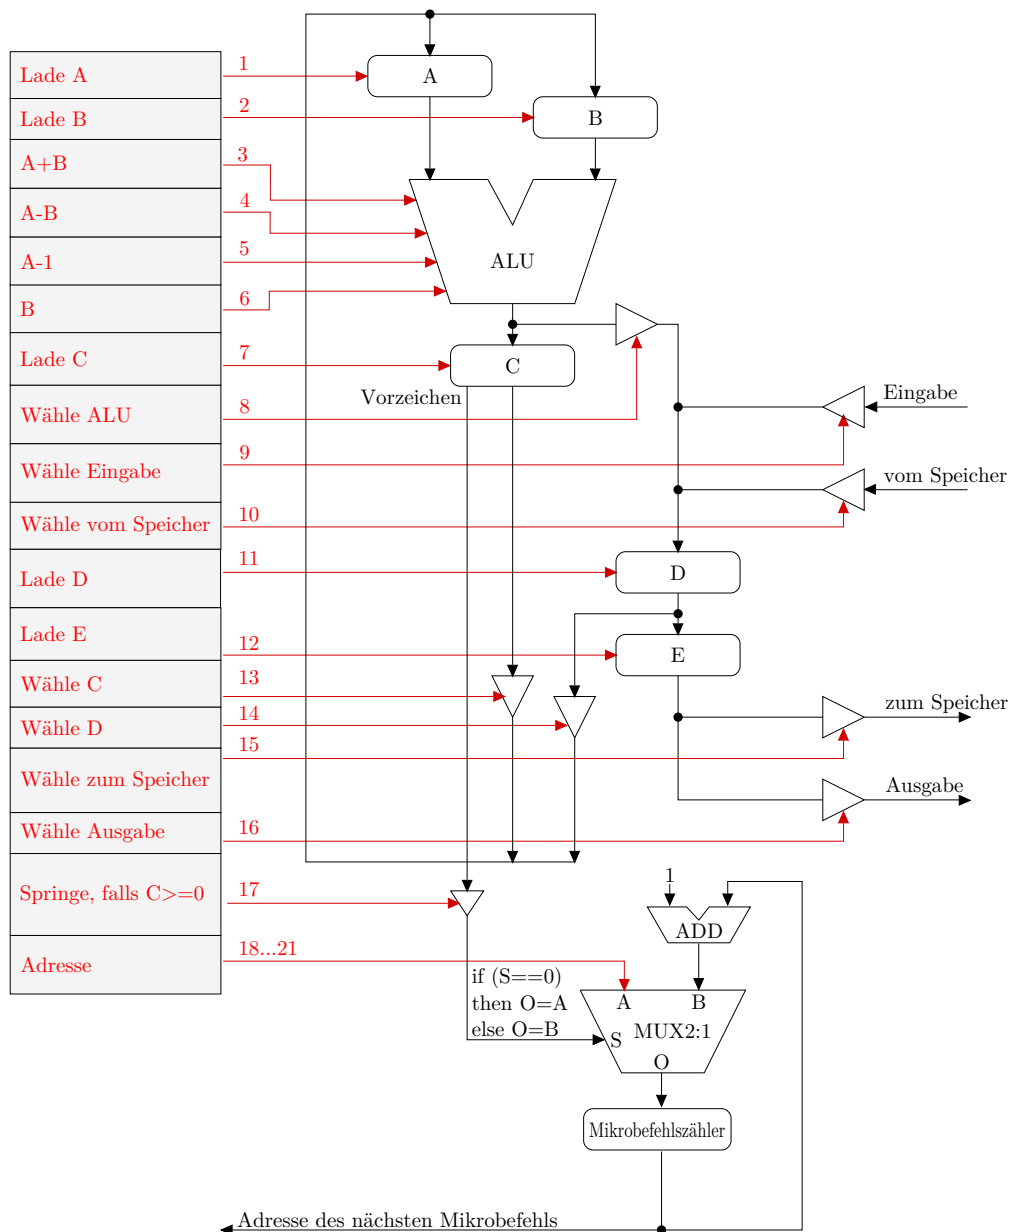 Lade A
1
A
Lade B
2
B
A+B
3
A-B
4
A-1
5
ALU
B
6
Lade C
7
C
Vorzeichen
Wähle ALU
8
Eingabe
Wähle Eingabe
9
vom Speicher
Wähle vom Speicher
10
Lade D
11
D
Lade E
12
E
Wähle C
13
Wähle D
14
zum Speicher
Wähle zum Speicher
15
Ausgabe
Wähle Ausgabe
16
Springe, falls C>=0
17
1
ADD
Adresse
18...21
if (S==0)
then O=A
else O=B
A
B
MUX2:1
S
O
Mikrobefehlszähler
Adresse des nächsten Mikrobefehls